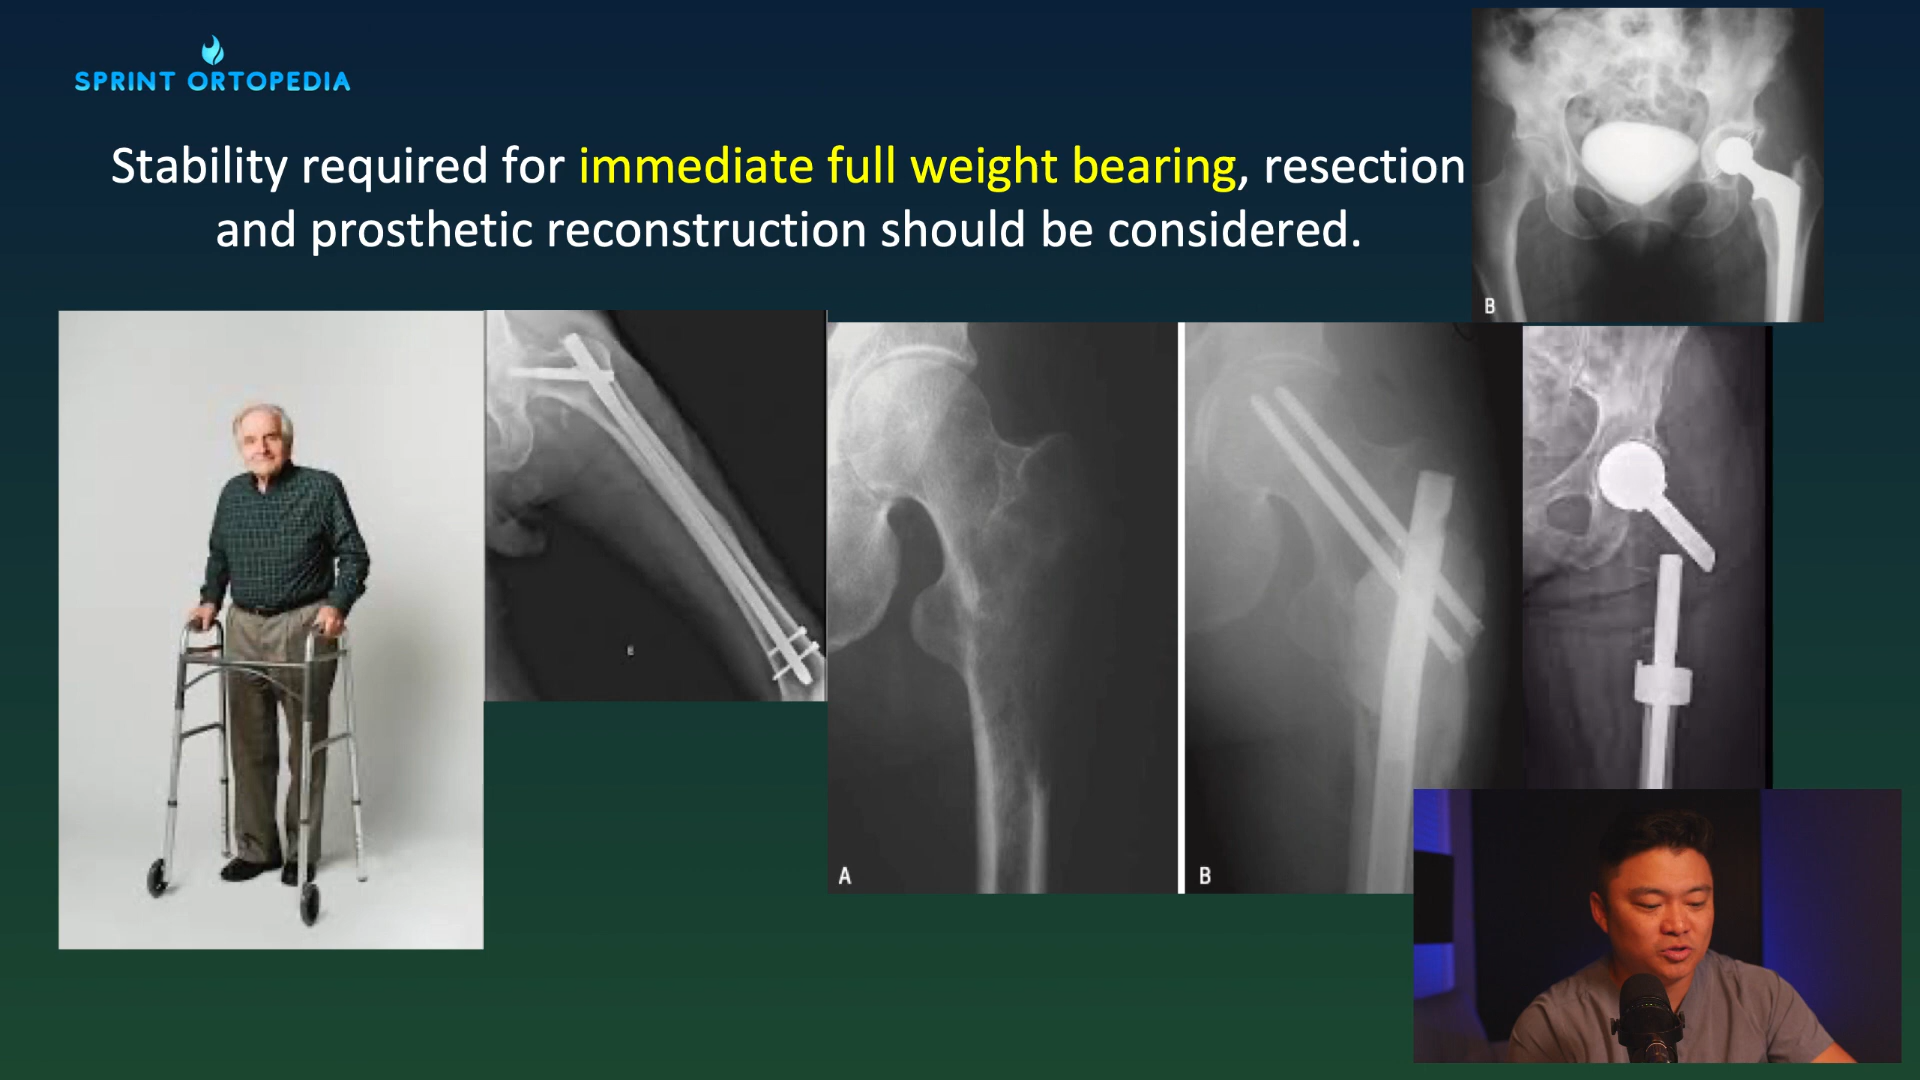 SPRINT ORTOPEDIA
Stability required for immediate full weight bearing, resection
and prosthetic reconstruction should be considered.
B
A
B